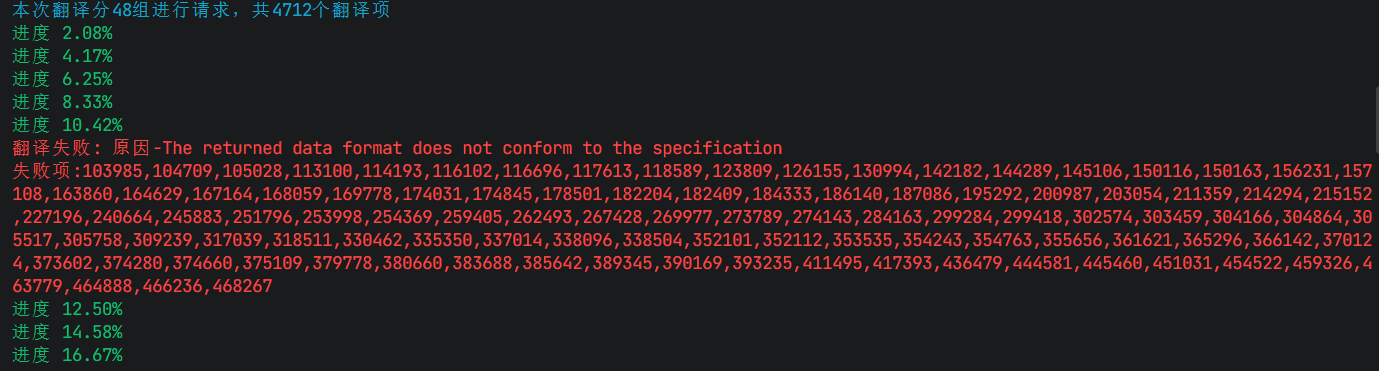 本次翻译分48组进行请求，共4712个翻译项
进度 2.08%
进度 4.17%
进度 6.25%
进度 8.33%
进度 10.42%
翻译失败: 原因-The returned data format does not conform to the specification
失败项:103985,104709,105028,113100,114193,116102,116696,117613,118589,123809,126155,130994,142182,144289,145106,150116,150163,156231,157
108,163860,164629,167164,168059,169778,174031,174845,178501,182204,182409,184333,186140,187086,195292,200987,203054,211359,214294,215152
,227196,240664,245883,251796,253998,254369,259405,262493,267428,269977,273789,274143,284163,299284,299418,302574,303459,304166,304864,30
5517,305758,309239,317039,318511,330462,335350,337014,338096,338504,352101,352112,353535,354243,354763,355656,361621,365296,366142,37012
4,373602,374280,374660,375109,379778,380660,383688,385642,389345,390169,393235,411495,417393,436479,444581,445460,451031,454522,459326,4
63779,464888,466236,468267
进度 12.50%
进度 14.58%
进度 16.67%